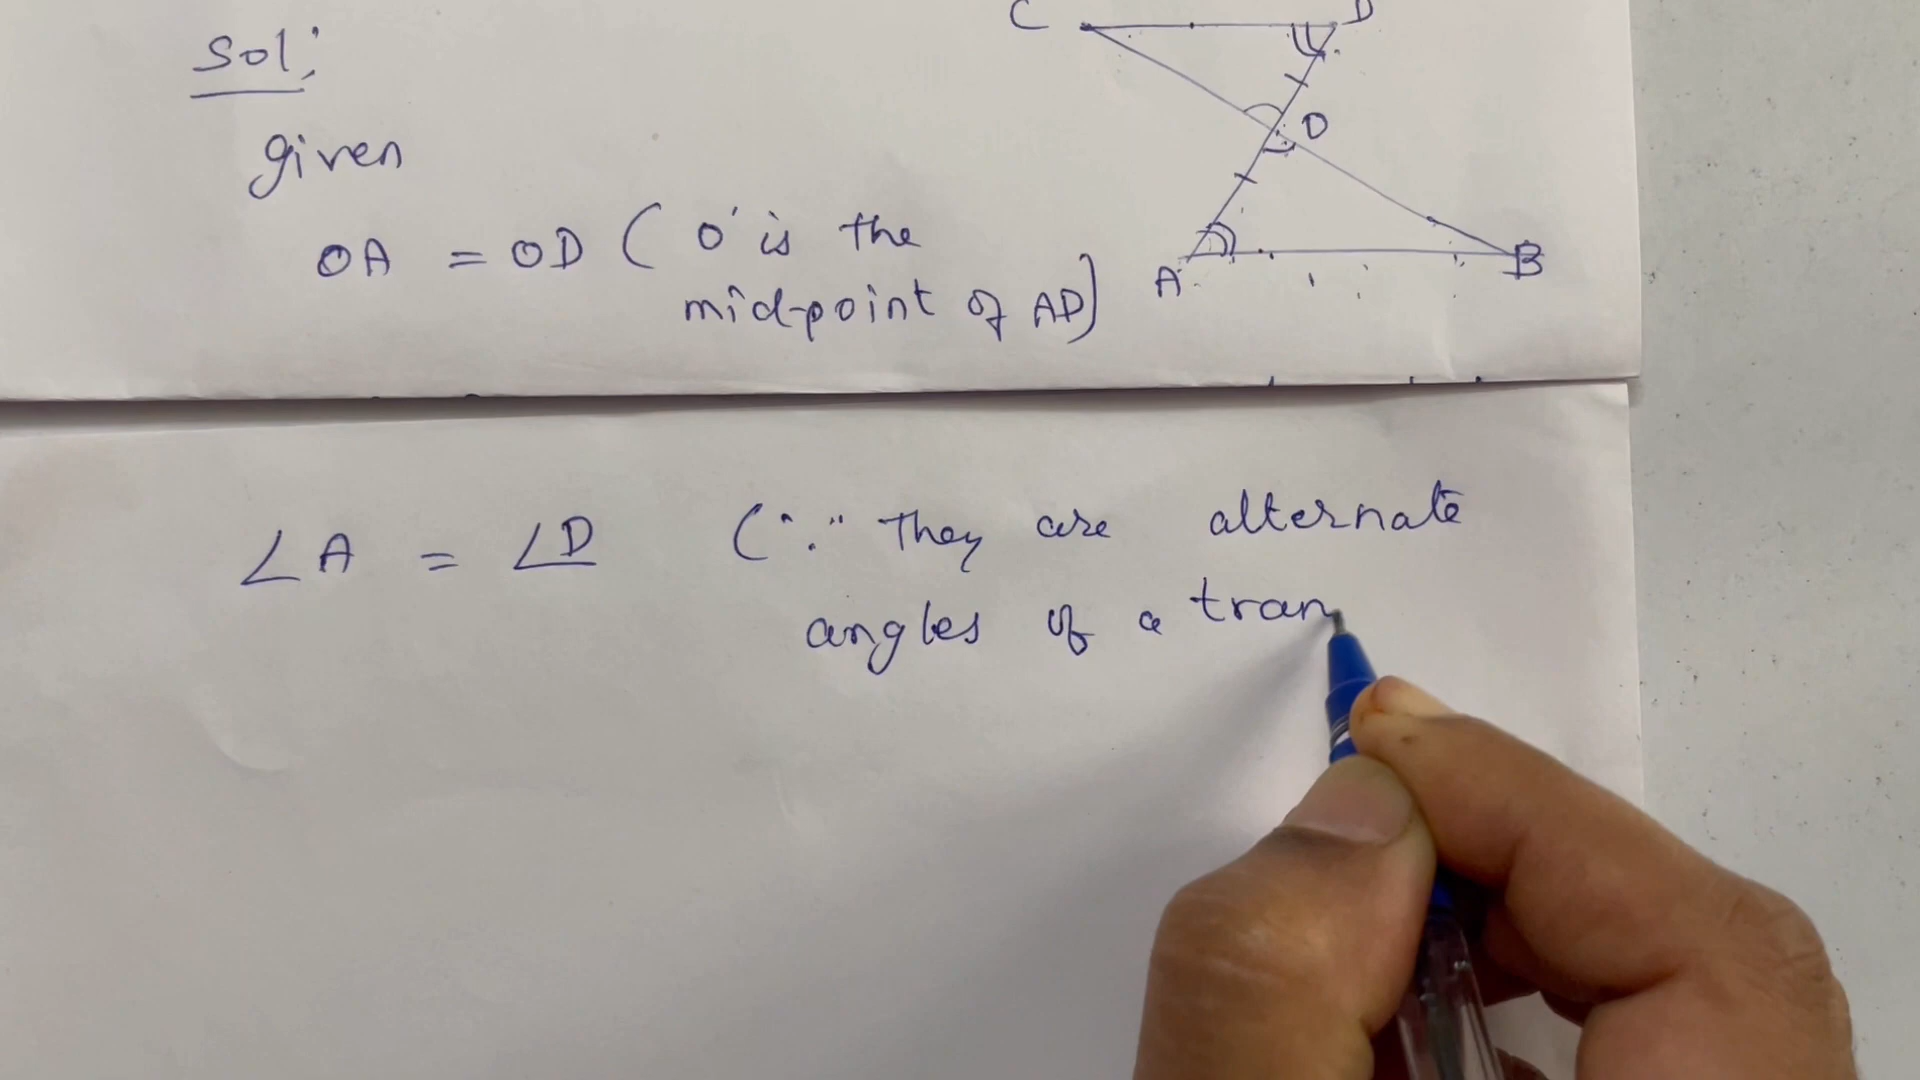 Sol:
given
OA = OD ( 'O' is the
mid-point of AD)
C D
O
A B
∠A = ∠D (∵ They are alternate
angles of a tran